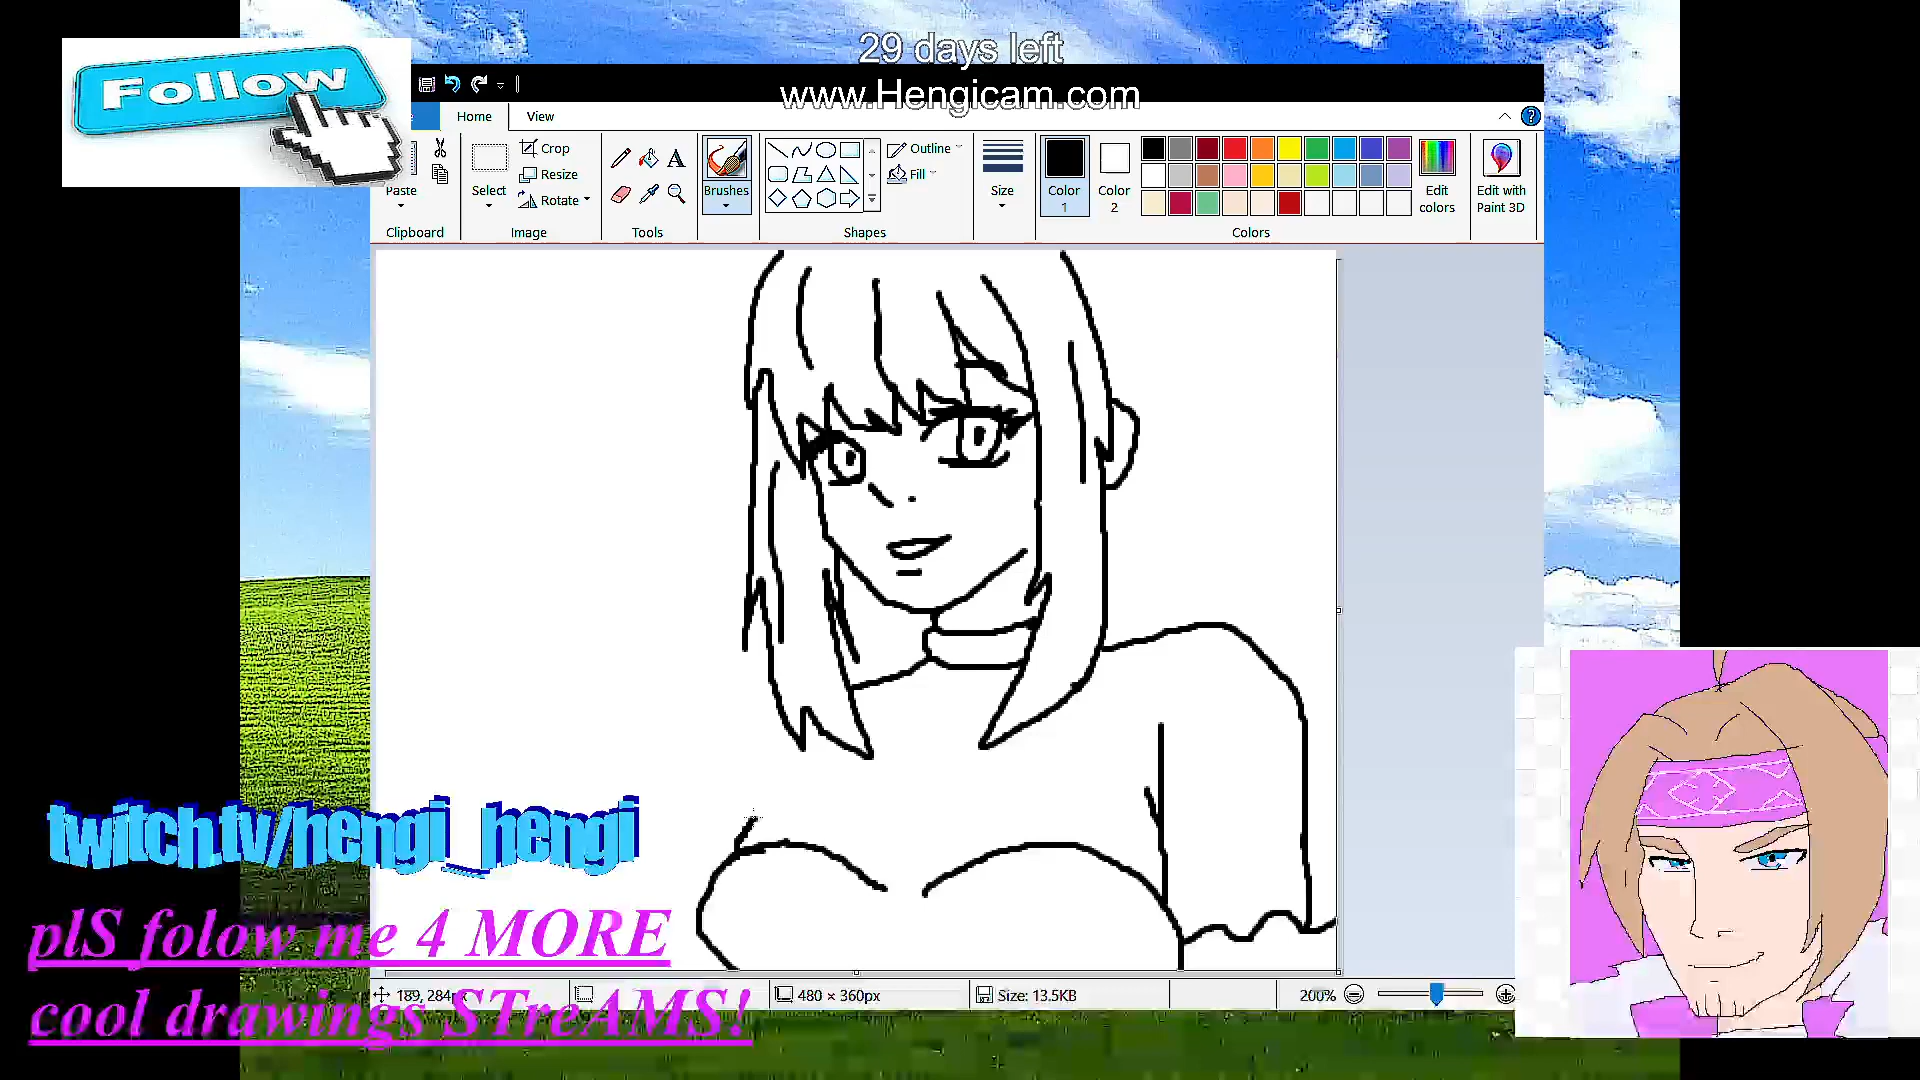 29 days left
www.Hengicam.com
Follow
Home
View
Paste
Clipboard
Select
Crop
Resize
Rotate
Image
Tools
Brushes
Outline
Fill
Shapes
Size
Color 1
Color 2
Edit colors
Colors
Edit with Paint 3D
twitch.tv/hengi_hengi
plS folow me 4 MORE
cool drawings STreAMS!
189, 284px
480 × 360px
Size: 13.5KB
200%